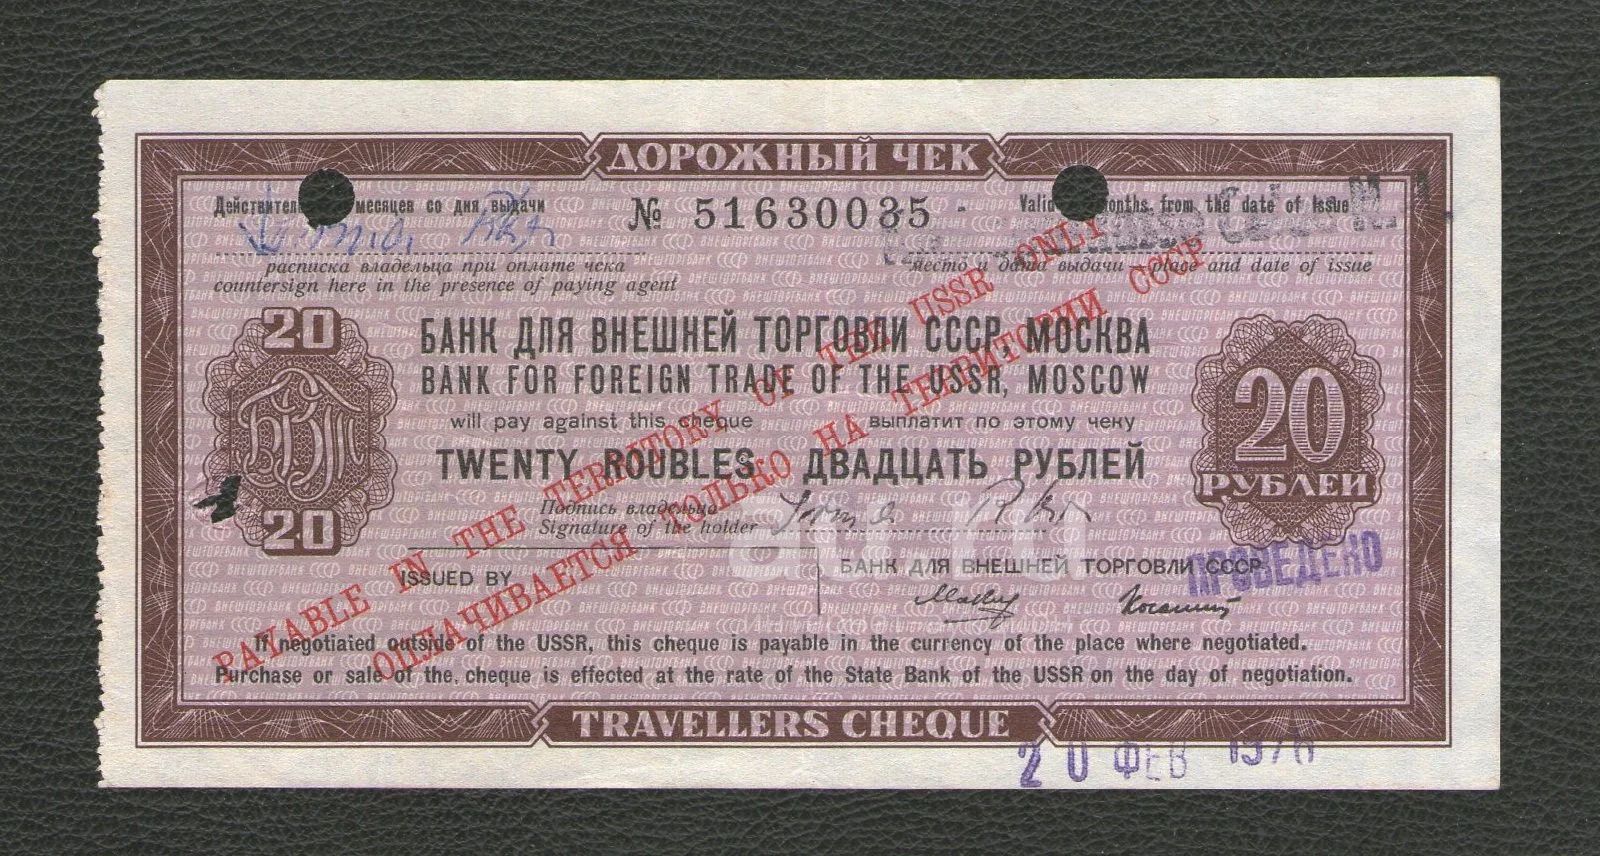 ДОРОЖНЫЙ ЧЕК
Действител месяцев со дня выдачи
№ 51630035
Valid onths from the date of Issue
расписка владельца при оплате чека
countersign here in the presence of paying agent
место и дата выдачи place and date of issue
20
20
БАНК ДЛЯ ВНЕШНЕЙ ТОРГОВЛИ СССР, МОСКВА
BANK FOR FOREIGN TRADE OF THE USSR, MOSCOW
will pay against this cheque выплатит по этому чеку
TWENTY ROUBLES ДВАДЦАТЬ РУБЛЕЙ
20
РУБЛЕЙ
Подпись владельца
Signature of the holder
ISSUED BY
БАНК ДЛЯ ВНЕШНЕЙ ТОРГОВЛИ СССР
ПРОВЕДЕНО
PAYABLE IN THE TERRITORY OF THE USSR ONLY
ОПЛАЧИВАЕТСЯ ТОЛЬКО НА ТЕРРИТОРИИ СССР
If negotiated outside of the USSR, this cheque is payable in the currency of the place where negotiated.
Purchase or sale of the cheque is effected at the rate of the State Bank of the USSR on the day of negotiation.
TRAVELLERS CHEQUE
20 ФЕВ 1976